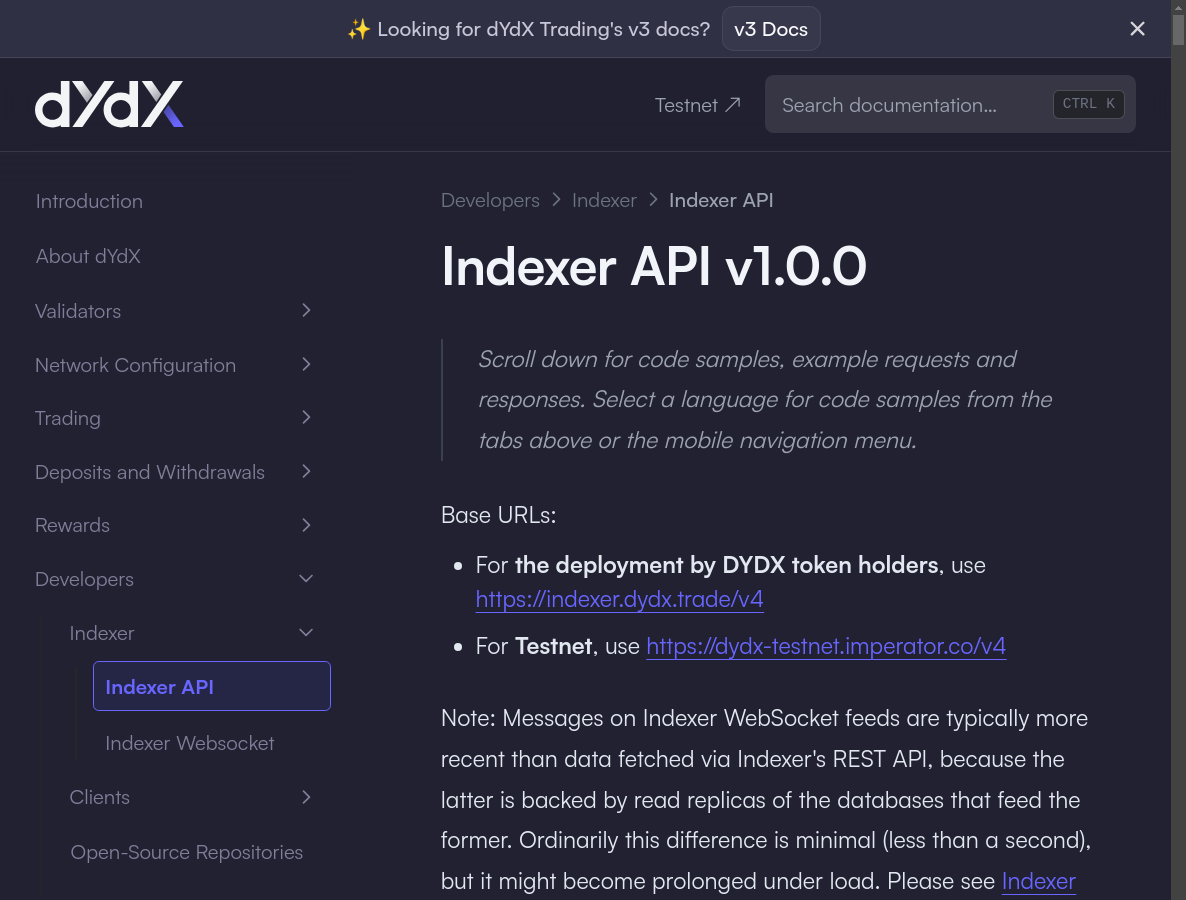 ✨ Looking for dYdX Trading's v3 docs? v3 Docs
dYdX
Testnet
Search documentation…
CTRL K
Introduction
About dYdX
Validators
Network Configuration
Trading
Deposits and Withdrawals
Rewards
Developers
Indexer
Indexer API
Indexer Websocket
Clients
Open-Source Repositories
Developers > Indexer > Indexer API
Indexer API v1.0.0
Scroll down for code samples, example requests and
responses. Select a language for code samples from the
tabs above or the mobile navigation menu.
Base URLs:
• For the deployment by DYDX token holders, use
https://indexer.dydx.trade/v4
• For Testnet, use https://dydx-testnet.imperator.co/v4
Note: Messages on Indexer WebSocket feeds are typically more
recent than data fetched via Indexer's REST API, because the
latter is backed by read replicas of the databases that feed the
former. Ordinarily this difference is minimal (less than a second),
but it might become prolonged under load. Please see Indexer